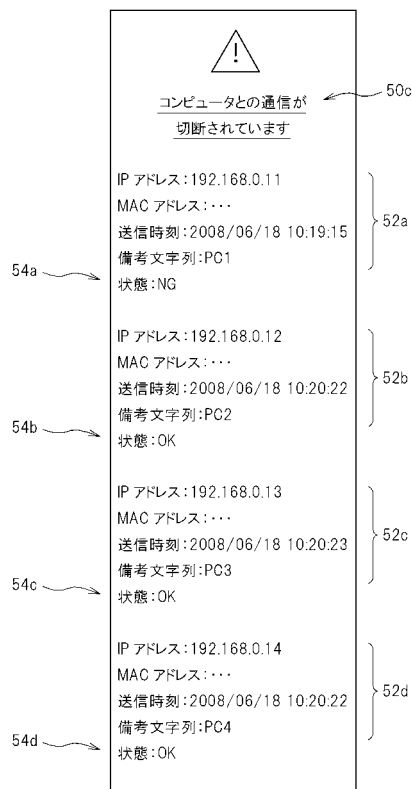 !
コンピュータとの通信が
50c
切断されています
IP アドレス:192.168.0.11
MAC アドレス:･･･
52a
送信時刻:2008/06/18 10:19:15
備考文字列:PC1
54a
状態:NG
IP アドレス:192.168.0.12
MAC アドレス:･･･
52b
送信時刻:2008/06/18 10:20:22
備考文字列:PC2
54b
状態:OK
IP アドレス:192.168.0.13
MAC アドレス:･･･
52c
送信時刻:2008/06/18 10:20:23
備考文字列:PC3
54c
状態:OK
IP アドレス:192.168.0.14
MAC アドレス:･･･
52d
送信時刻:2008/06/18 10:20:22
備考文字列:PC4
54d
状態:OK